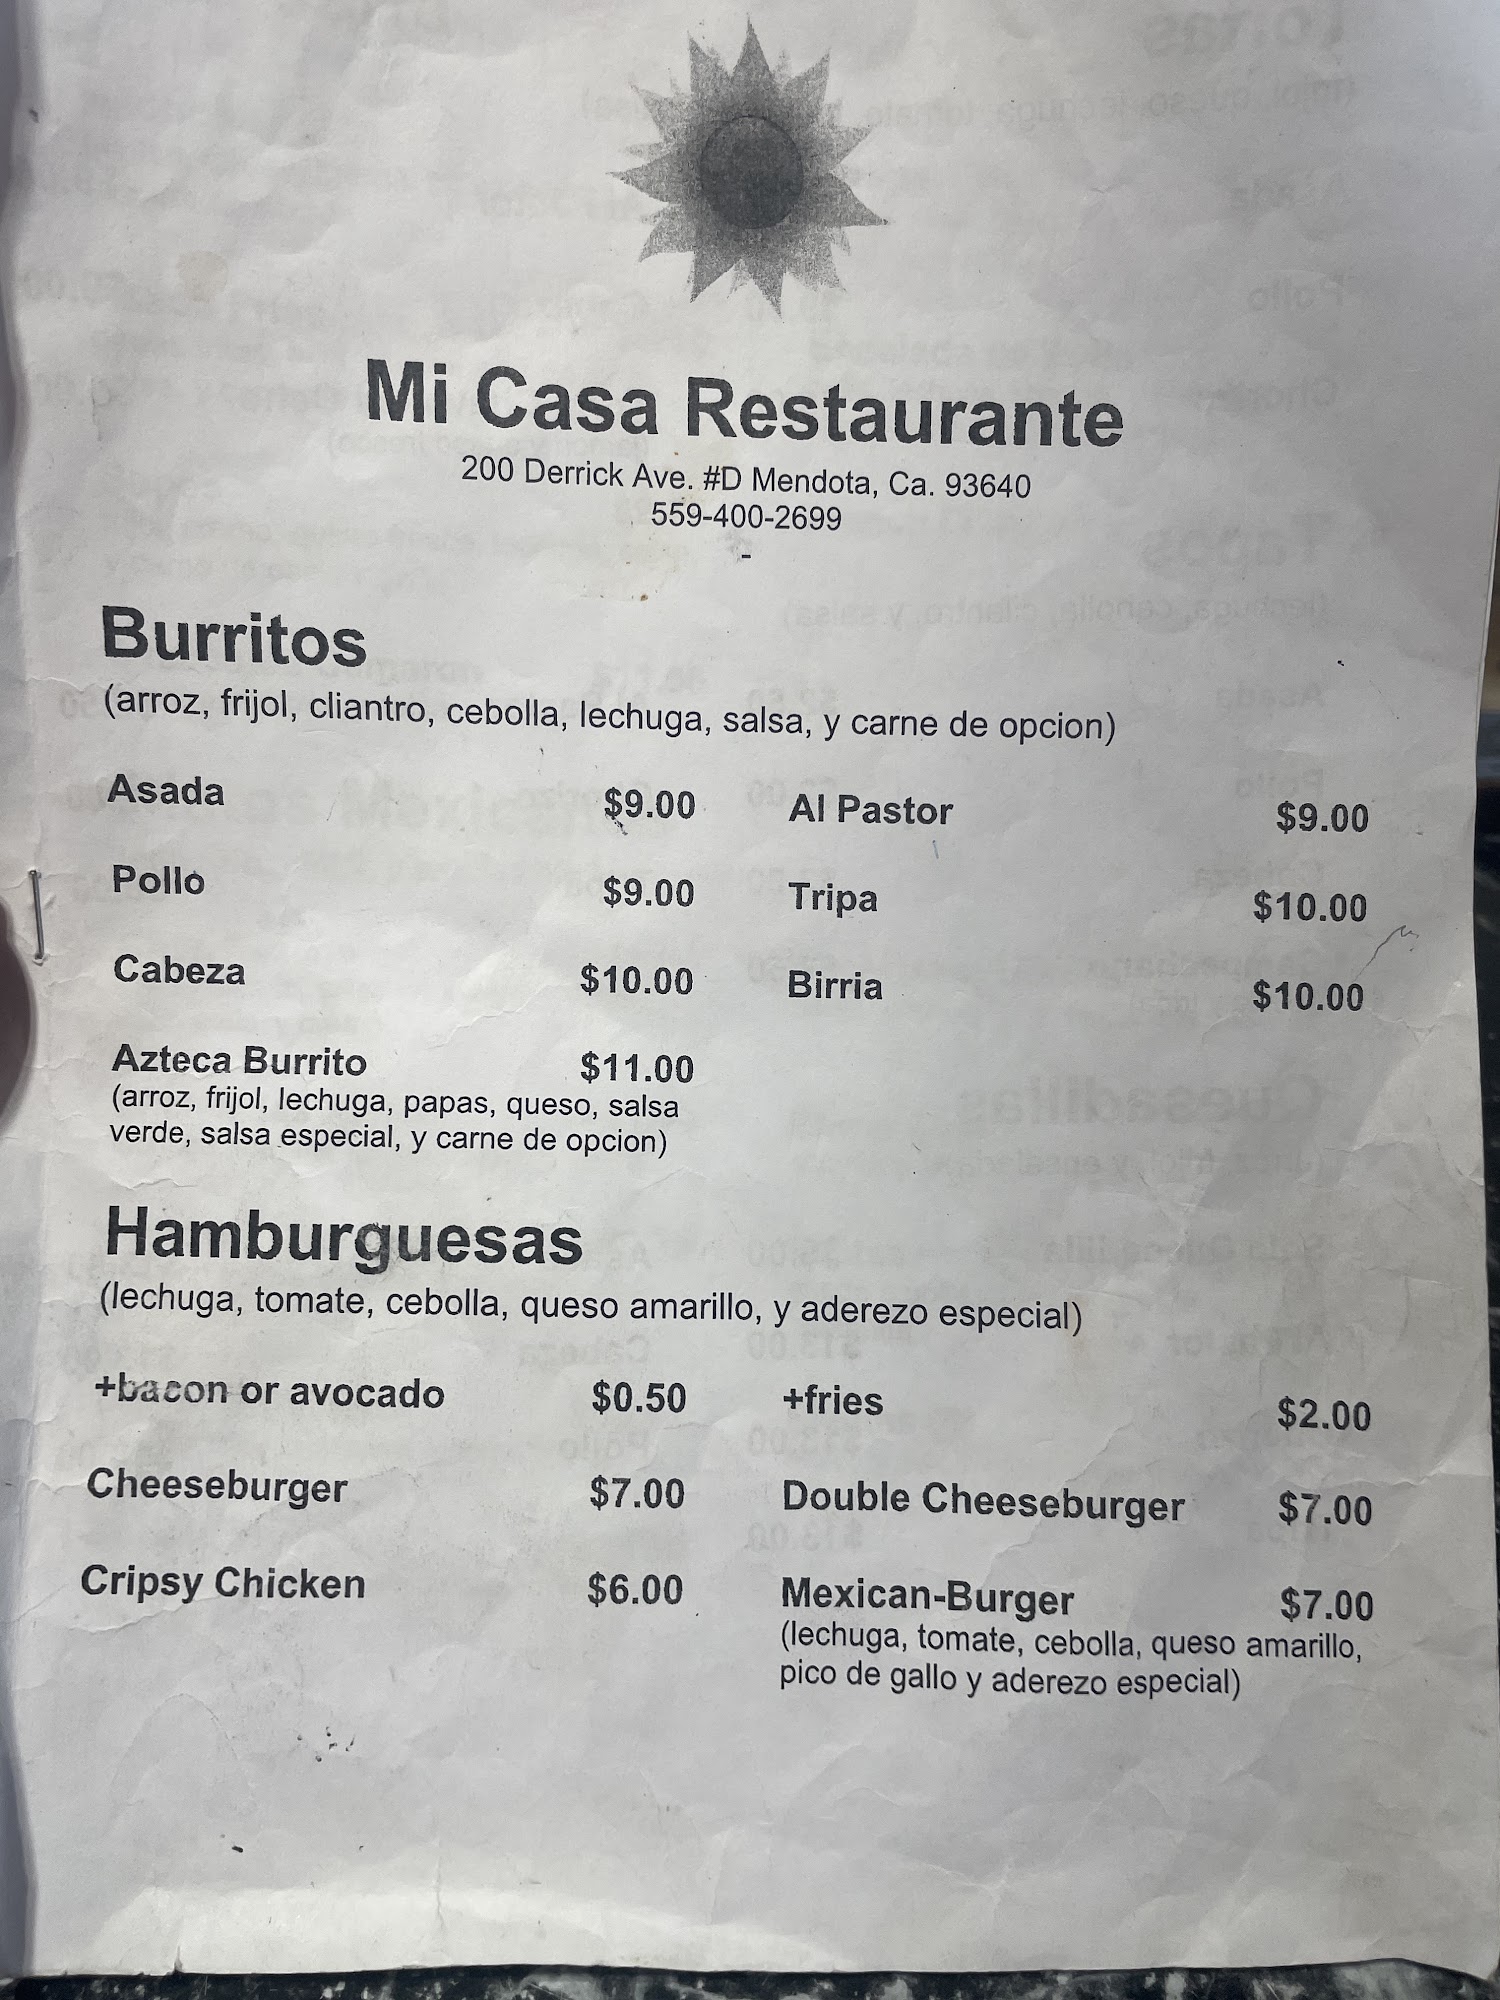 Mi Casa Restaurante
200 Derrick Ave. #D Mendota, Ca. 93640
559-400-2699
-
Burritos
(arroz, frijol, cliantro, cebolla, lechuga, salsa, y carne de opcion)
Asada $9.00 Al Pastor $9.00
Pollo $9.00 Tripa $10.00
Cabeza $10.00 Birria $10.00
Azteca Burrito $11.00
(arroz, frijol, lechuga, papas, queso, salsa
verde, salsa especial, y carne de opcion)
Hamburguesas
(lechuga, tomate, cebolla, queso amarillo, y aderezo especial)
+bacon or avocado $0.50 +fries $2.00
Cheeseburger $7.00 Double Cheeseburger $7.00
Cripsy Chicken $6.00 Mexican-Burger $7.00
(lechuga, tomate, cebolla, queso amarillo,
pico de gallo y aderezo especial)